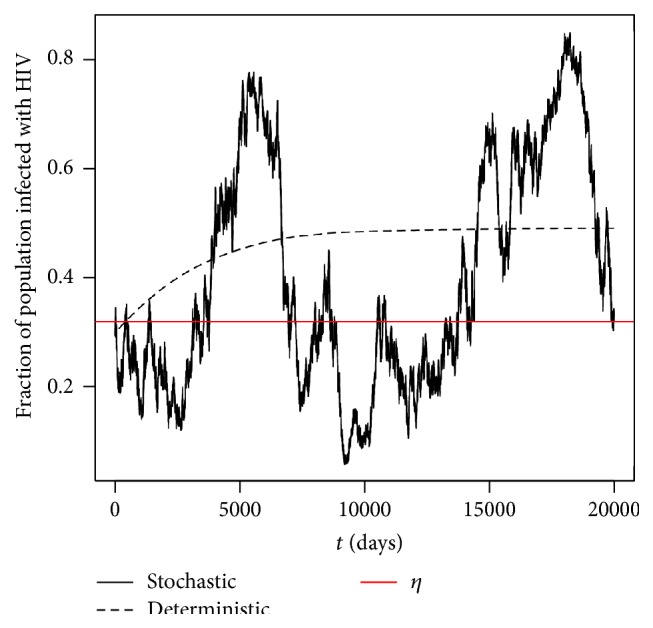 Fraction of population infected with HIV
0.8
0.6
0.4
0.2
0 5000 10000 15000 20000
t (days)
Stochastic η
Deterministic